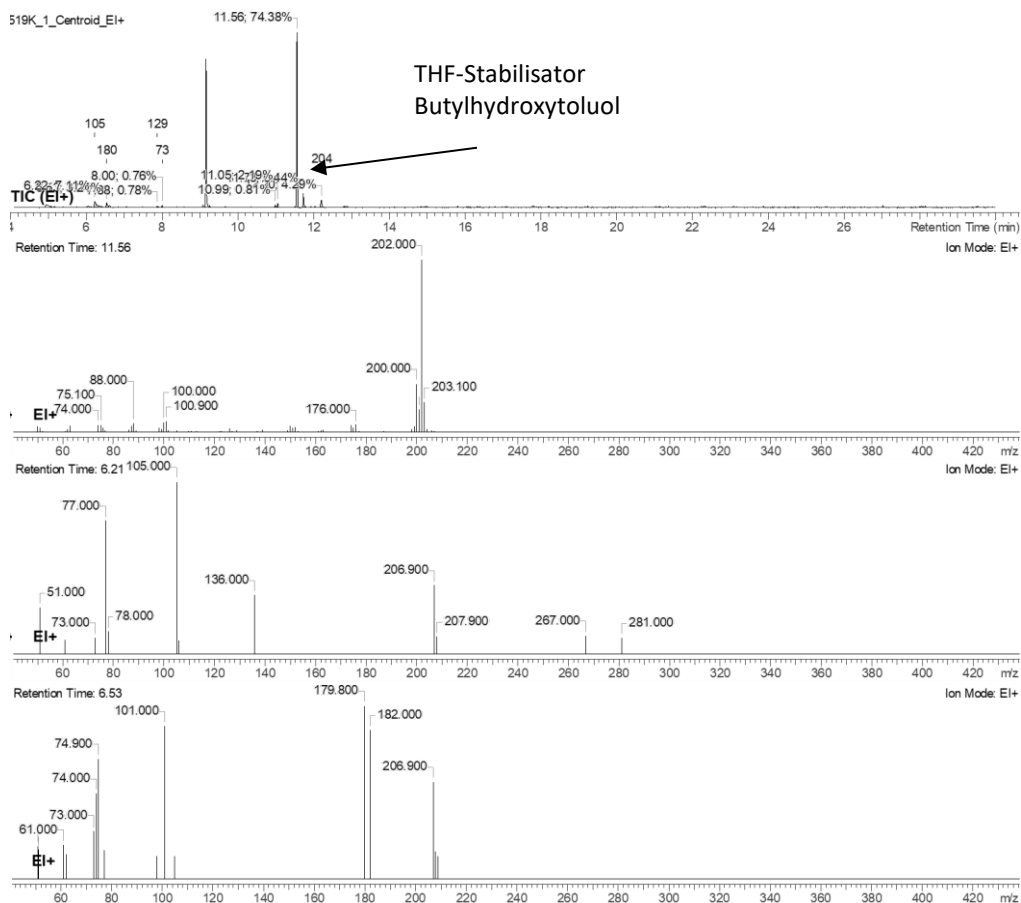 519K_1_Centroid_EI+
11.56; 74.38%
THF-Stabilisator
Butylhydroxytoluol
105
129
180
73
204
8.00; 0.76%
11.05; 2.19%
0.78%
10.99; 0.81%
4.29%
TIC (EI+)
4 6 8 10 12 14 16 18 20 22 24 26 Retention Time (min)
Retention Time: 11.56 Ion Mode: EI+
202.000
200.000
203.100
88.000
100.000
75.100
100.900
74.000
176.000
EI+
60 80 100 120 140 160 180 200 220 240 260 280 300 320 340 360 380 400 420 m/z
Retention Time: 6.21 Ion Mode: EI+
105.000
77.000
136.000
206.900
51.000
78.000
73.000
207.900
267.000
281.000
EI+
60 80 100 120 140 160 180 200 220 240 260 280 300 320 340 360 380 400 420 m/z
Retention Time: 6.53 Ion Mode: EI+
179.800
101.000
182.000
74.900
206.900
74.000
73.000
61.000
EI+
60 80 100 120 140 160 180 200 220 240 260 280 300 320 340 360 380 400 420 m/z